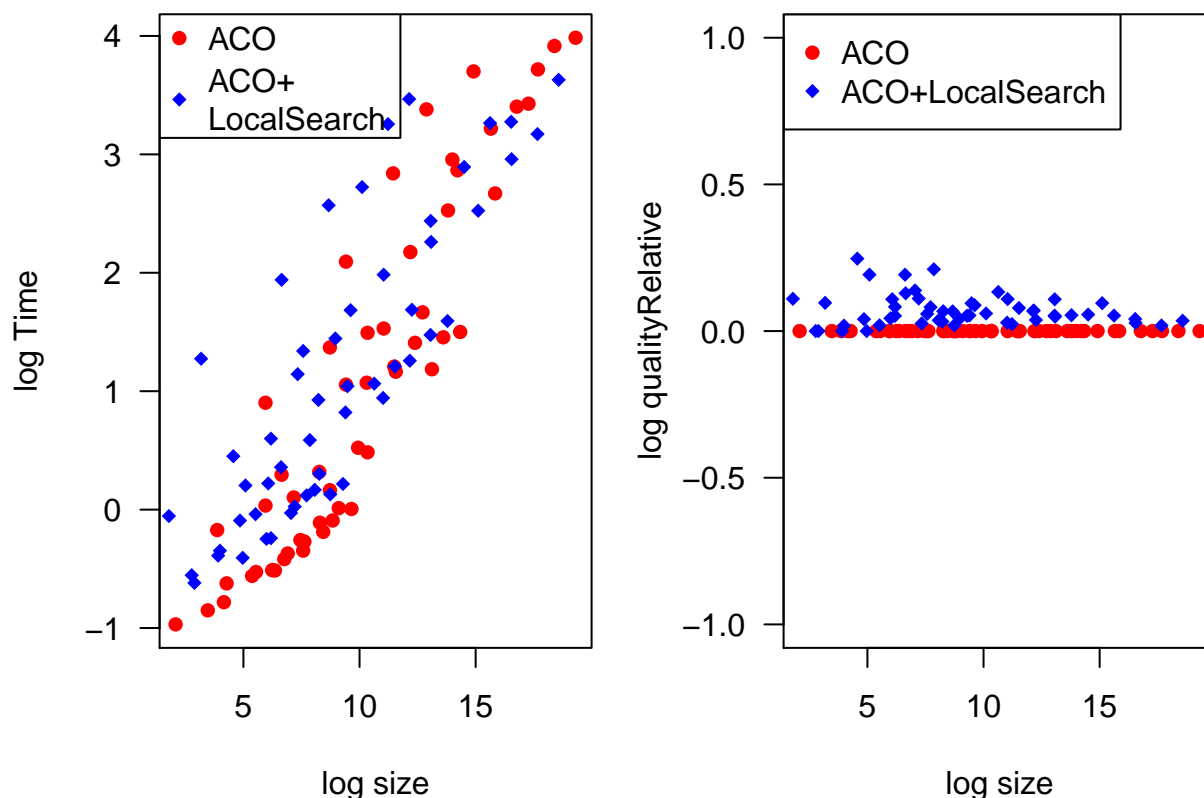 ACO
ACO+
LocalSearch
4
3
2
1
0
−1
log Time
5 10 15
log size
ACO
ACO+LocalSearch
1.0
0.5
0.0
−0.5
−1.0
log qualityRelative
5 10 15
log size